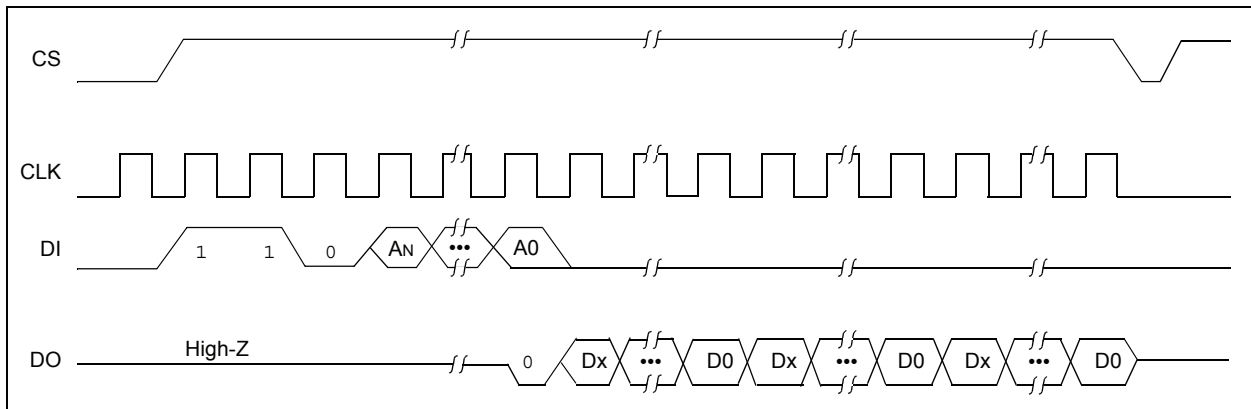 CS
CLK
DI 1 1 0 AN ••• A0
DO High-Z 0 Dx ••• D0 Dx ••• D0 Dx ••• D0